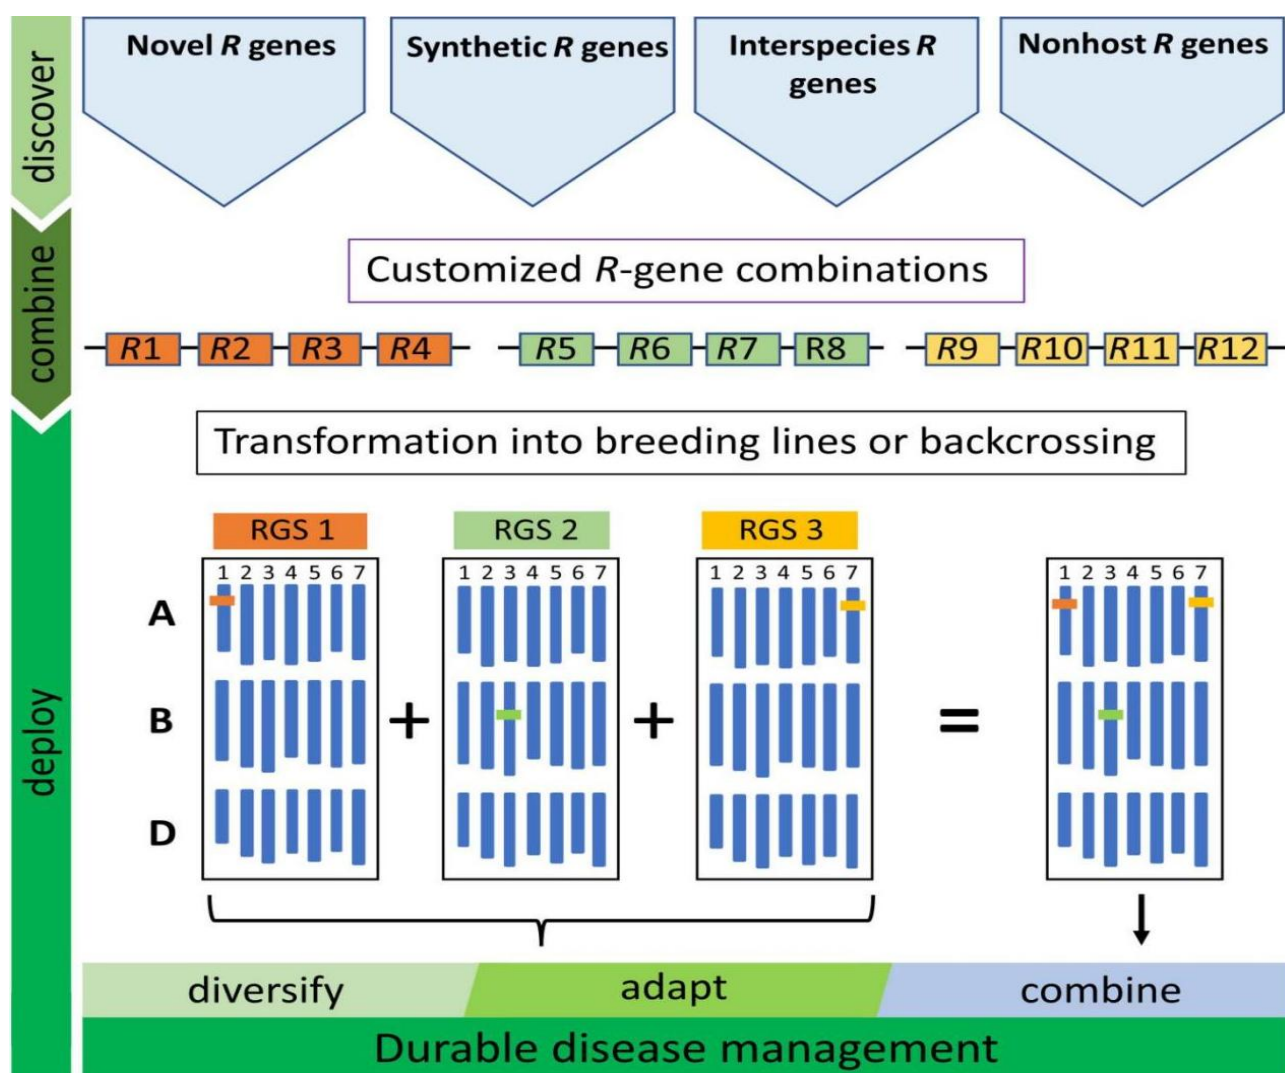 discover
Novel R genes
Synthetic R genes
Interspecies R
genes
Nonhost R genes
combine
Customized R-gene combinations
R1 R2 R3 R4 R5 R6 R7 R8 R9 R10 R11 R12
deploy
Transformation into breeding lines or backcrossing
RGS 1 RGS 2 RGS 3
1 2 3 4 5 6 7 1 2 3 4 5 6 7 1 2 3 4 5 6 7 1 2 3 4 5 6 7
A
B + + =
D
diversify adapt combine
Durable disease management